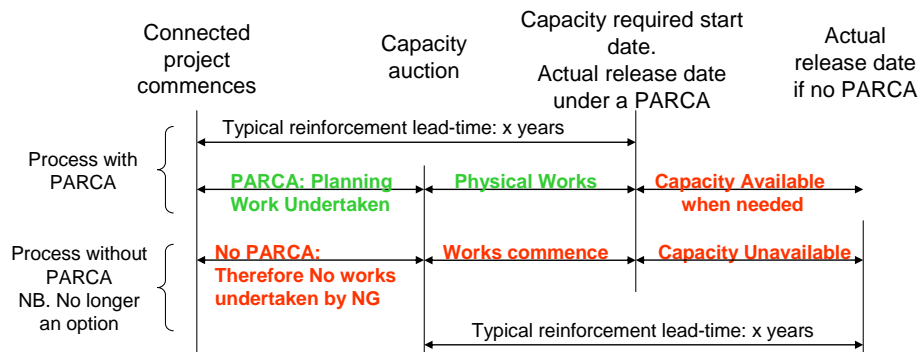 Connected
project
commences
Capacity
auction
Capacity required start
date.
Actual release date
under a PARCA
Actual
release date
if no PARCA
Typical reinforcement lead-time: x years
Process with
PARCA
PARCA: Planning
Work Undertaken
Physical Works
Capacity Available
when needed
Process without
PARCA
NB. No longer
an option
No PARCA:
Therefore No works
undertaken by NG
Works commence
Capacity Unavailable
Typical reinforcement lead-time: x years